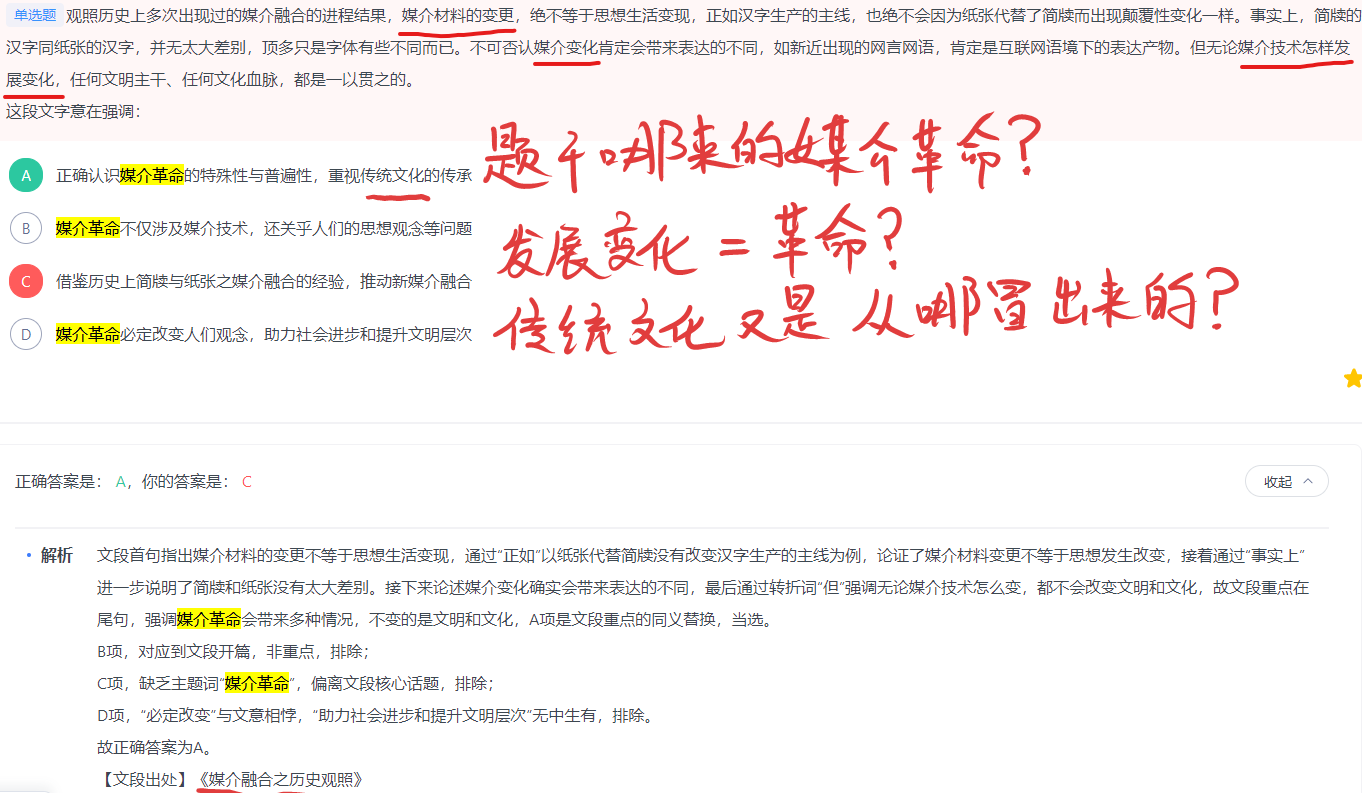 单选题 观照历史上多次出现过的媒介融合的进程结果，媒介材料的变更，绝不等于思想生活变现，正如汉字生产的主线，也绝不会因为纸张代替了简牍而出现颠覆性变化一样。事实上，简牍的
汉字同纸张的汉字，并无太大差别，顶多只是字体有些不同而已。不可否认媒介变化肯定会带来表达的不同，如新近出现的网言网语，肯定是互联网语境下的表达产物。但无论媒介技术怎样发
展变化，任何文明主干、任何文化血脉，都是一以贯之的。
这段文字意在强调：
A 正确认识媒介革命的特殊性与普遍性，重视传统文化的传承
题干哪来的媒介革命？
B 媒介革命不仅涉及媒介技术，还关乎人们的思想观念等问题
发展变化＝革命？
C 借鉴历史上简牍与纸张之媒介融合的经验，推动新媒介融合
传统文化又是从哪冒出来的？
D 媒介革命必定改变人们观念，助力社会进步和提升文明层次
正确答案是： A，你的答案是： C
收起
• 解析 文段首句指出媒介材料的变更不等于思想生活变现，通过“正如”以纸张代替简牍没有改变汉字生产的主线为例，论证了媒介材料变更不等于思想发生改变，接着通过“事实上”
进一步说明了简牍和纸张没有太大差别。接下来论述媒介变化确实会带来表达的不同，最后通过转折词“但”强调无论媒介技术怎么变，都不会改变文明和文化，故文段重点在
尾句，强调媒介革命会带来多种情况，不变的是文明和文化，A项是文段重点的同义替换，当选。
B项，对应到文段开篇，非重点，排除；
C项，缺乏主题词“媒介革命”，偏离文段核心话题，排除；
D项，“必定改变”与文意相悖，“助力社会进步和提升文明层次”无中生有，排除。
故正确答案为A。
【文段出处】《媒介融合之历史观照》